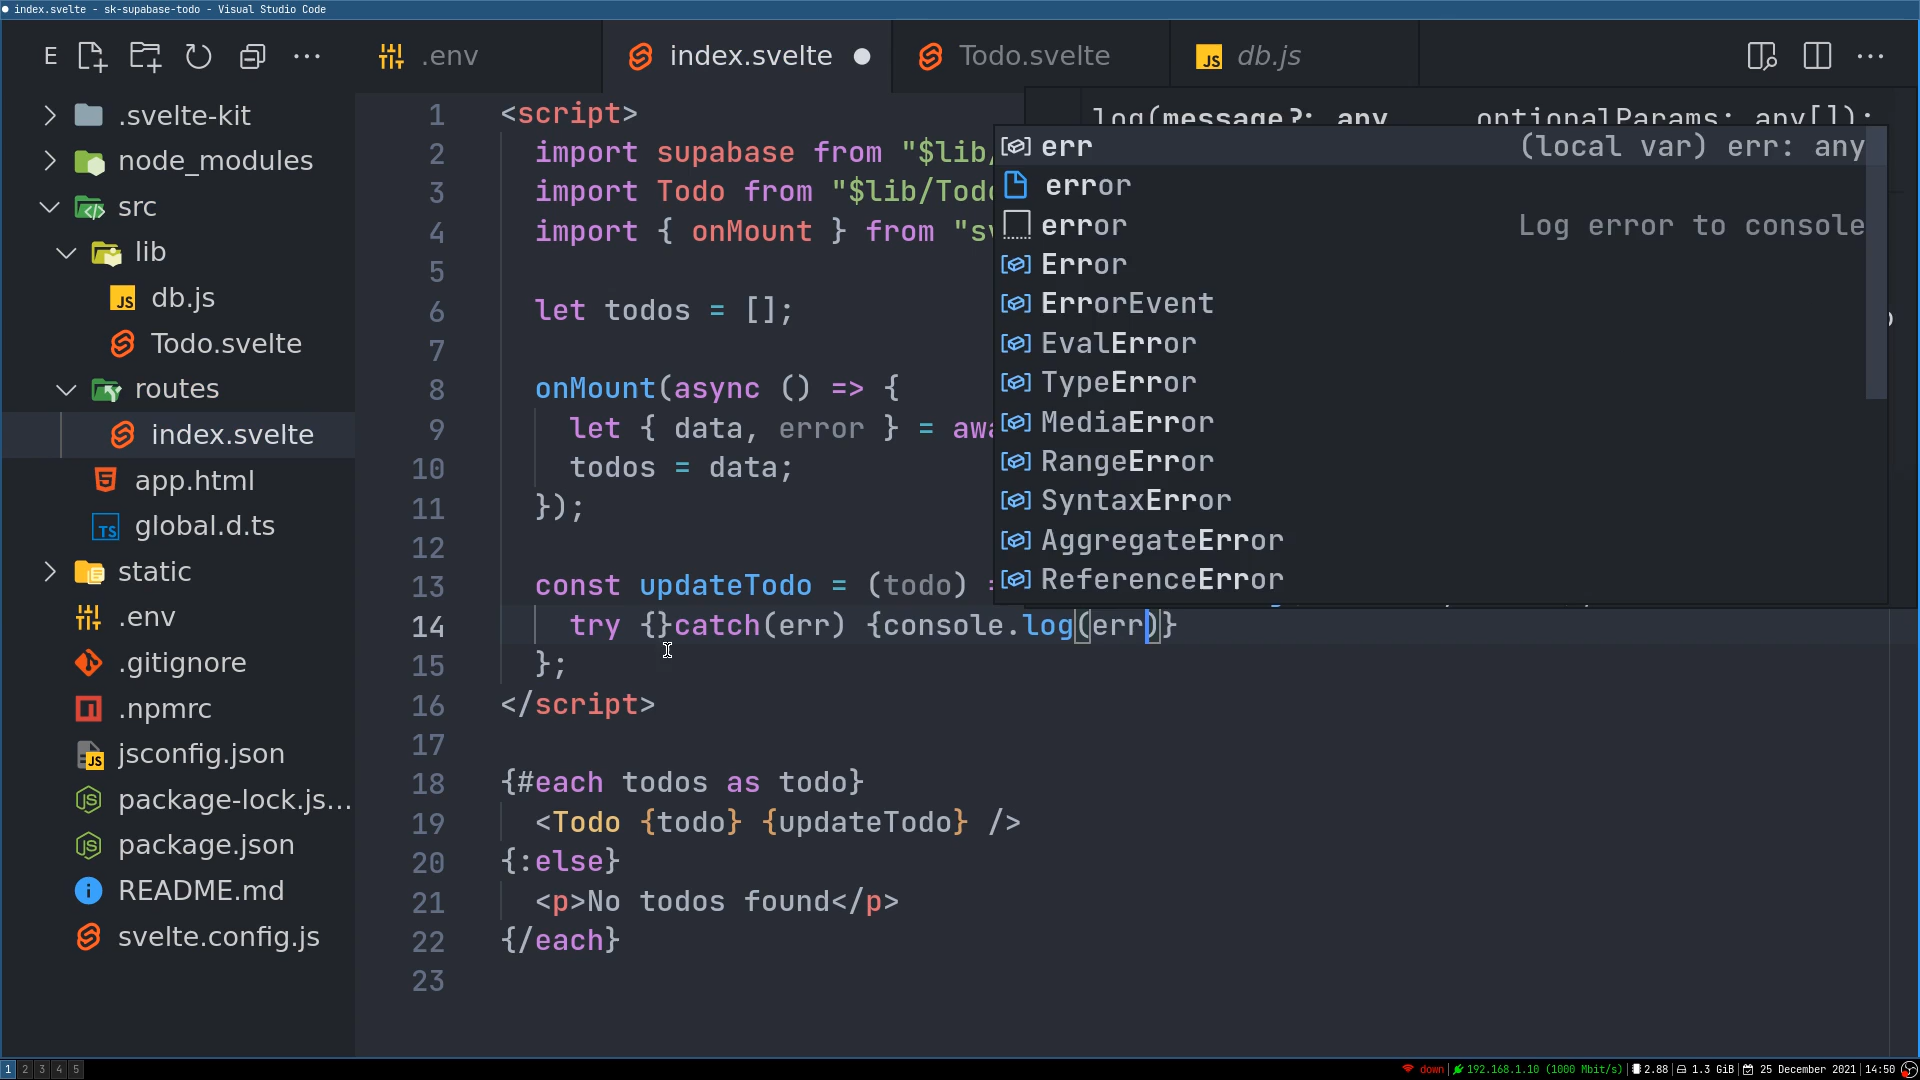 index.svelte - sk-supabase-todo - Visual Studio Code
E
.env
index.svelte
Todo.svelte
JS db.js
.svelte-kit
node_modules
src
lib
JS db.js
Todo.svelte
routes
index.svelte
app.html
TS global.d.ts
static
.env
.gitignore
.npmrc
JS jsconfig.json
package-lock.js...
package.json
README.md
svelte.config.js
log(message?: any optionalParams: any[]):
err (local var) err: any
error
error Log error to console
Error
ErrorEvent
EvalError
TypeError
MediaError
RangeError
SyntaxError
AggregateError
ReferenceError
1 <script>
2 import supabase from "$lib/
3 import Todo from "$lib/Tod
4 import { onMount } from "s
5
6 let todos = [];
7
8 onMount(async () => {
9 let { data, error } = aw
10 todos = data;
11 });
12
13 const updateTodo = (todo) =
14 try {}catch(err) {console.log(err)}
15 };
16 </script>
17
18 {#each todos as todo}
19 <Todo {todo} {updateTodo} />
20 {:else}
21 <p>No todos found</p>
22 {/each}
23
1 2 3 4 5
down 192.168.1.10 (1000 Mbit/s) 2.88 1.3 GiB 25 December 2021 14:50